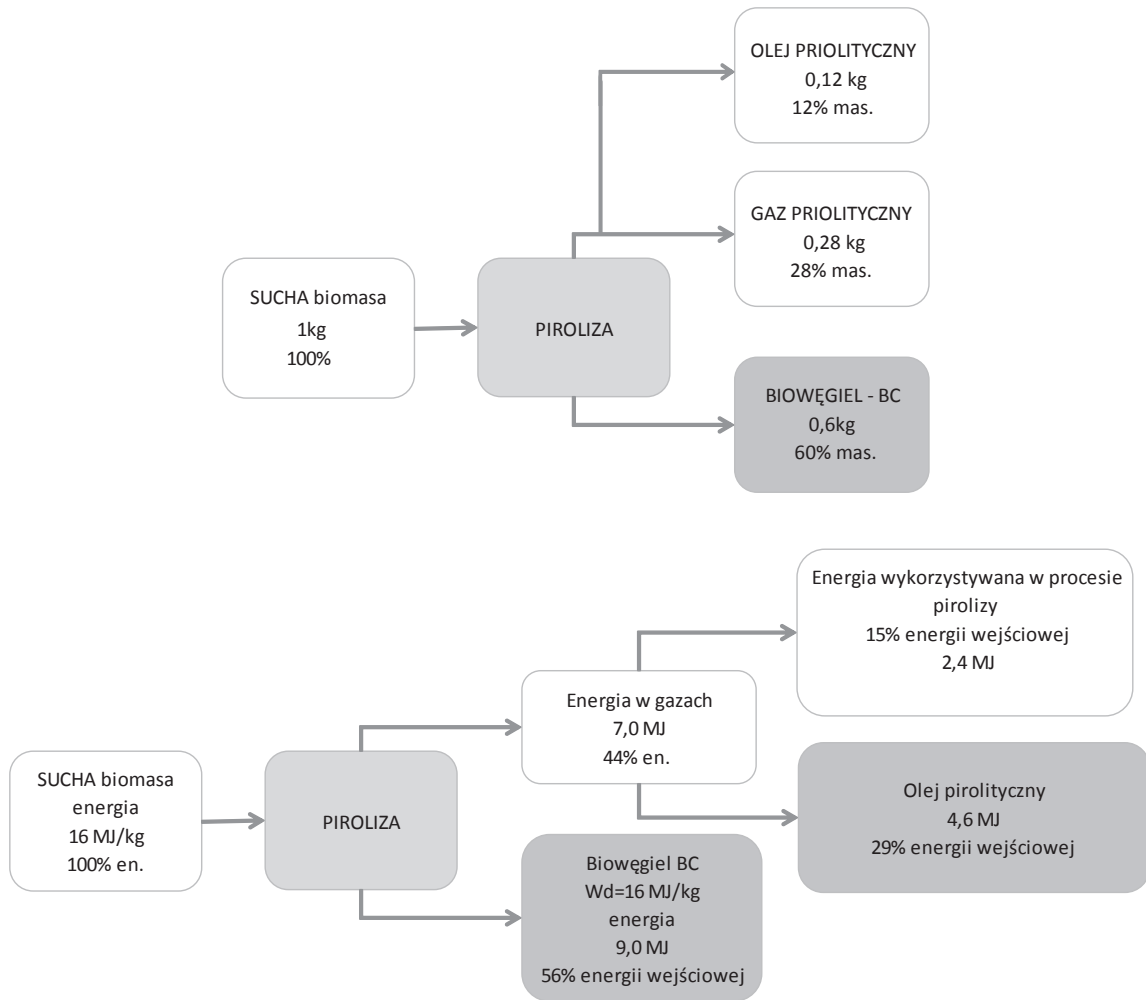 OLEJ PRIOLITYCZNY
0,12 kg
12% mas.
GAZ PRIOLITYCZNY
0,28 kg
28% mas.
SUCHA biomasa
1kg
100%
PIROLIZA
BIOWĘGIEL - BC
0,6kg
60% mas.
Energia wykorzystywana w procesie
pirolizy
15% energii wejściowej
2,4 MJ
Energia w gazach
7,0 MJ
44% en.
SUCHA biomasa
energia
16 MJ/kg
100% en.
PIROLIZA
Olej pirolityczny
4,6 MJ
29% energii wejściowej
Biowęgiel BC
Wd=16 MJ/kg
energia
9,0 MJ
56% energii wejściowej